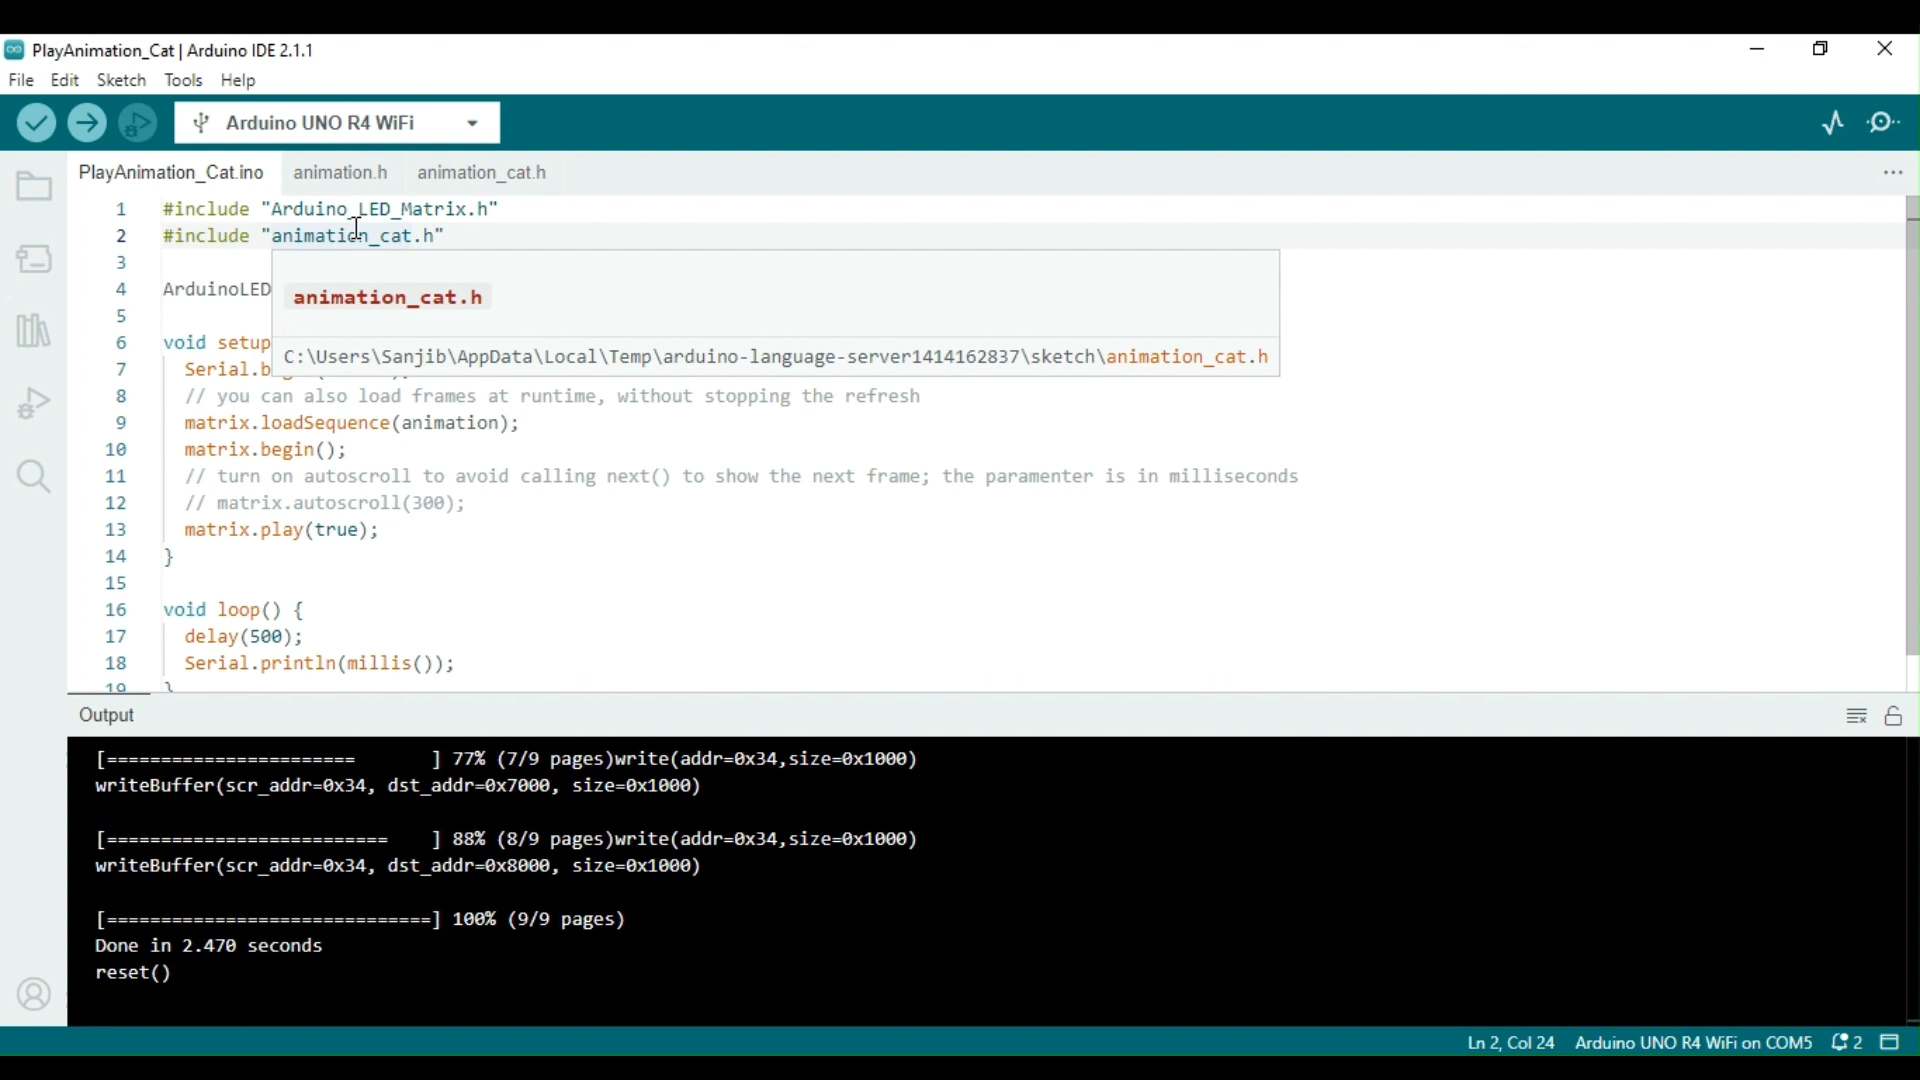 PlayAnimation_Cat | Arduino IDE 2.1.1
File Edit Sketch Tools Help
Arduino UNO R4 WiFi
PlayAnimation_Cat.ino animation.h animation_cat.h
1 #include "Arduino_LED_Matrix.h"
2 #include "animation_cat.h"
3
animation_cat.h
4 ArduinoLED
5
6 void setup
C:\Users\Sanjib\AppData\Local\Temp\arduino-language-server1414162837\sketch\animation_cat.h
7 Serial.b
8 // you can also load frames at runtime, without stopping the refresh
9 matrix.loadSequence(animation);
10 matrix.begin();
11 // turn on autoscroll to avoid calling next() to show the next frame; the paramenter is in milliseconds
12 // matrix.autoscroll(300);
13 matrix.play(true);
14 }
15
16 void loop() {
17 delay(500);
18 Serial.println(millis());
19 }
Output
[======================= ] 77% (7/9 pages)write(addr=0x34,size=0x1000)
writeBuffer(scr_addr=0x34, dst_addr=0x7000, size=0x1000)
[========================== ] 88% (8/9 pages)write(addr=0x34,size=0x1000)
writeBuffer(scr_addr=0x34, dst_addr=0x8000, size=0x1000)
[==============================] 100% (9/9 pages)
Done in 2.470 seconds
reset()
Ln 2, Col 24 Arduino UNO R4 WiFi on COM5 2